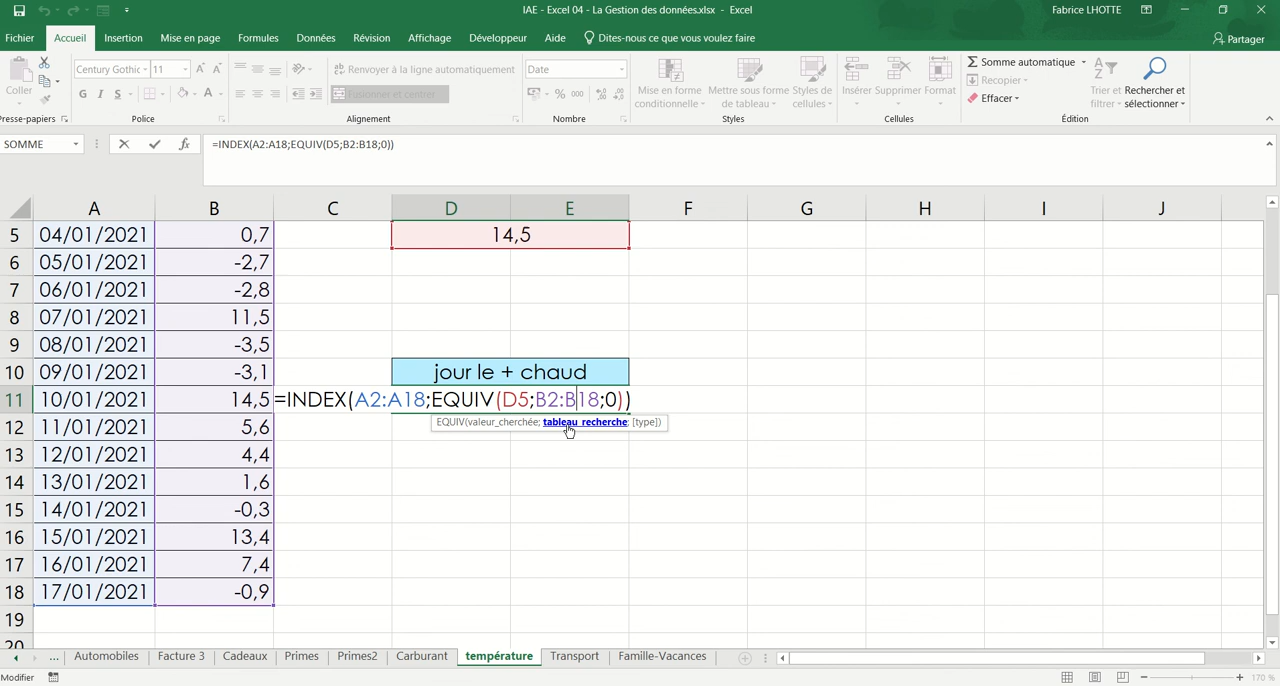 IAE - Excel 04 - La Gestion des données.xlsx - Excel
Fabrice LHOTTE
Fichier Accueil Insertion Mise en page Formules Données Révision Affichage Développeur Aide Dites-nous ce que vous voulez faire
Partager
Coller
Century Gothic 11
Renvoyer à la ligne automatiquement
Fusionner et centrer
G I S
Date
% 000
Mise en forme conditionnelle
Mettre sous forme de tableau
Styles de cellules
Insérer Supprimer Format
Somme automatique
Recopier
Effacer
Trier et filtrer
Rechercher et sélectionner
Presse-papiers Police Alignement Nombre Styles Cellules Édition
SOMME
fx
=INDEX(A2:A18;EQUIV(D5;B2:B18;0))
A B C D E F G H I J
5 04/01/2021 0,7 14,5
6 05/01/2021 -2,7
7 06/01/2021 -2,8
8 07/01/2021 11,5
9 08/01/2021 -3,5
10 09/01/2021 -3,1 jour le + chaud
11 10/01/2021 14,5 =INDEX(A2:A18;EQUIV(D5;B2:B18;0))
EQUIV(valeur_cherchée; tableau_recherche; [type])
12 11/01/2021 5,6
13 12/01/2021 4,4
14 13/01/2021 1,6
15 14/01/2021 -0,3
16 15/01/2021 13,4
17 16/01/2021 7,4
18 17/01/2021 -0,9
19
20
... Automobiles Facture 3 Cadeaux Primes Primes2 Carburant température Transport Famille-Vacances
Modifier
170 %